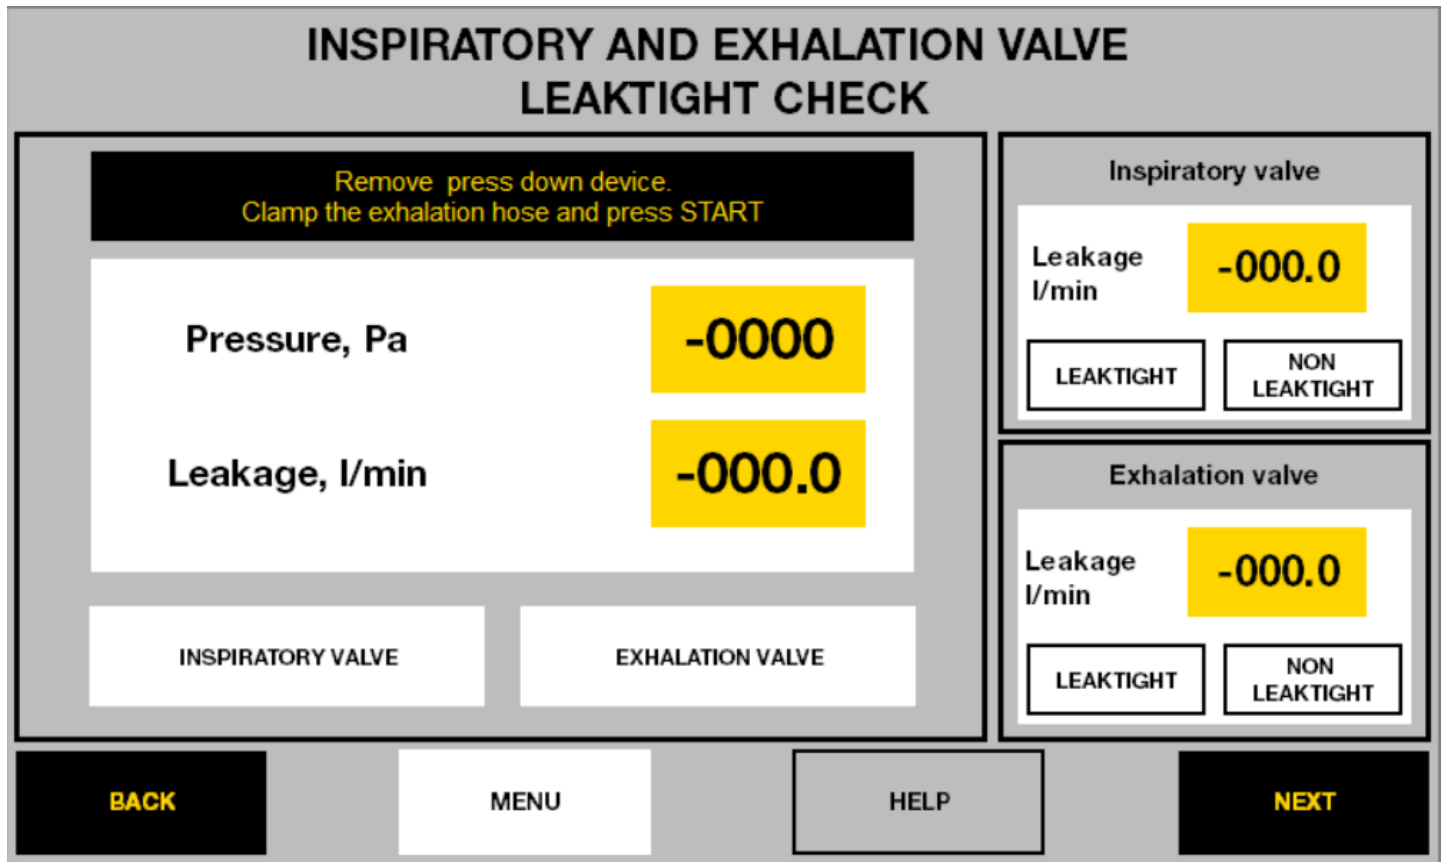 INSPIRATORY AND EXHALATION VALVE
LEAKTIGHT CHECK
Remove press down device.
Clamp the exhalation hose and press START
Pressure, Pa
-0000
Leakage, l/min
-000.0
INSPIRATORY VALVE
EXHALATION VALVE
Inspiratory valve
Leakage
l/min
-000.0
LEAKTIGHT
NON
LEAKTIGHT
Exhalation valve
Leakage
l/min
-000.0
LEAKTIGHT
NON
LEAKTIGHT
BACK
MENU
HELP
NEXT